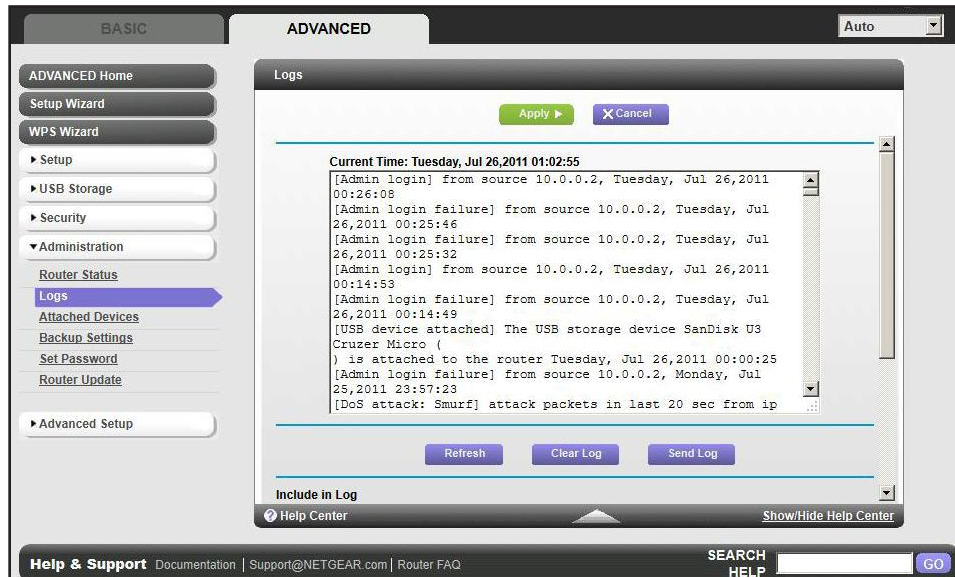 BASIC
ADVANCED
Auto
ADVANCED Home
Setup Wizard
WPS Wizard
Setup
USB Storage
Security
Administration
Router Status
Logs
Attached Devices
Backup Settings
Set Password
Router Update
Advanced Setup
Logs
Apply
Cancel
Current Time: Tuesday, Jul 26,2011 01:02:55
[Admin login] from source 10.0.0.2, Tuesday, Jul 26,2011
00:26:08
[Admin login failure] from source 10.0.0.2, Tuesday, Jul
26,2011 00:25:46
[Admin login failure] from source 10.0.0.2, Tuesday, Jul
26,2011 00:25:32
[Admin login] from source 10.0.0.2, Tuesday, Jul 26,2011
00:14:53
[Admin login failure] from source 10.0.0.2, Tuesday, Jul
26,2011 00:14:49
[USB device attached] The USB storage device SanDisk U3
Cruzer Micro (
) is attached to the router Tuesday, Jul 26,2011 00:00:25
[Admin login failure] from source 10.0.0.2, Monday, Jul
25,2011 23:57:23
[DoS attack: Smurf] attack packets in last 20 sec from ip
Refresh
Clear Log
Send Log
Include in Log
Help Center
Show/Hide Help Center
Help & Support Documentation | Support@NETGEAR.com | Router FAQ
SEARCH
HELP
GO